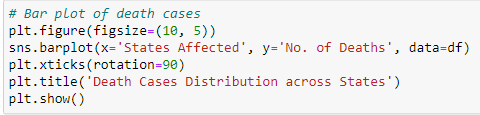 # Bar plot of death cases
plt.figure(figsize=(10, 5))
sns.barplot(x='States Affected', y='No. of Deaths', data=df)
plt.xticks(rotation=90)
plt.title('Death Cases Distribution across States')
plt.show()